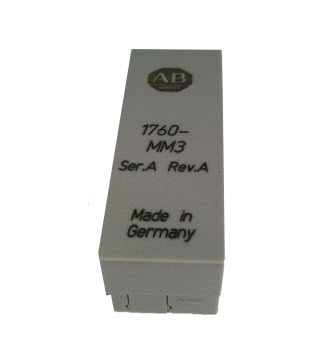 AB
1760-
MM3
Ser.A Rev.A
Made in
Germany